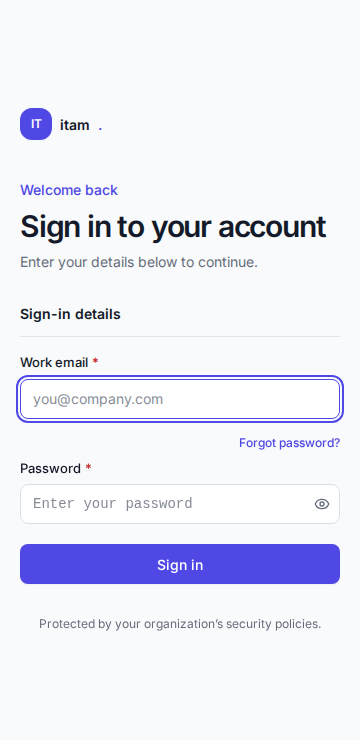 IT itam .
Welcome back
Sign in to your account
Enter your details below to continue.
Sign-in details
Work email *
you@company.com
Forgot password?
Password *
Enter your password
Sign in
Protected by your organization's security policies.